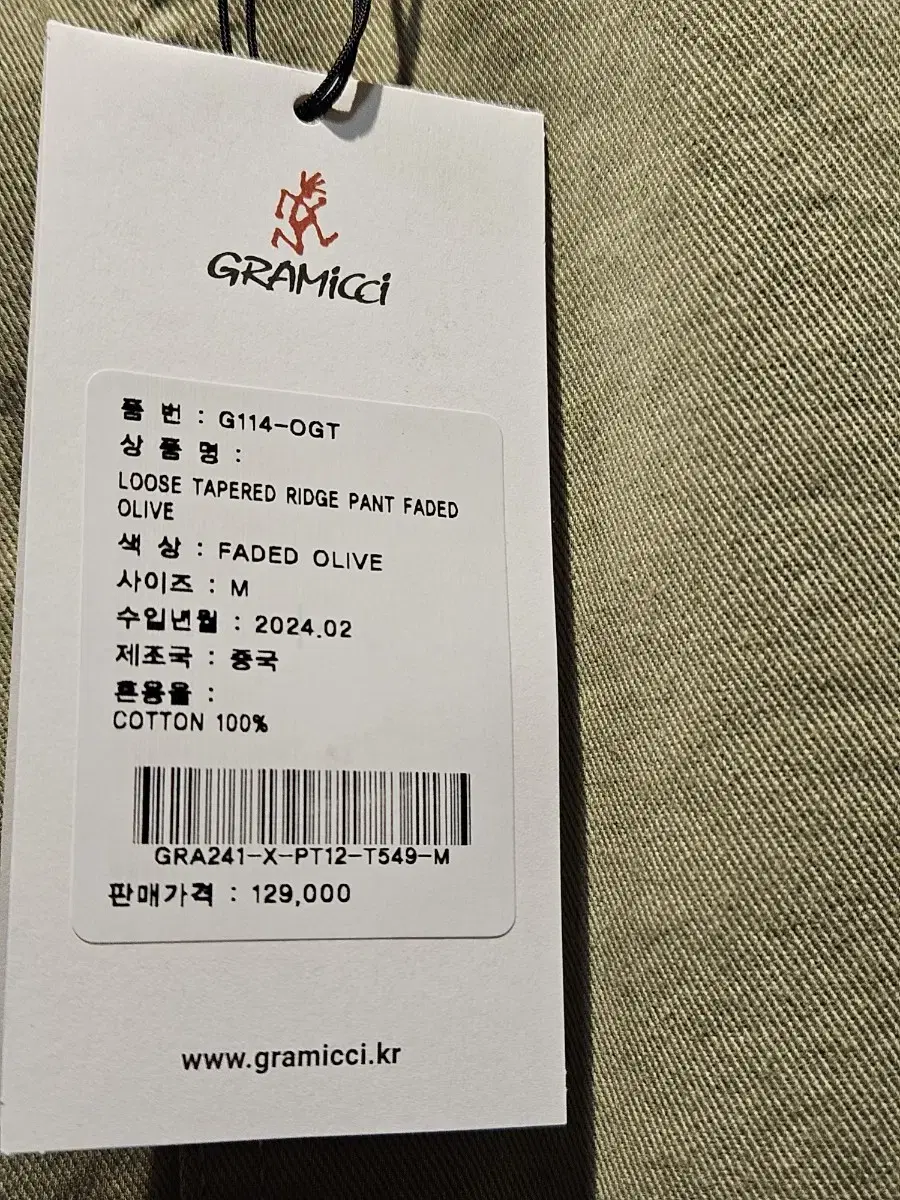 GRAMiCCi
품 번 : G114-OGT
상 품 명 :
LOOSE TAPERED RIDGE PANT FADED
OLIVE
색 상 : FADED OLIVE
사이즈 : M
수입년월 : 2024.02
제조국 : 중국
혼용율 :
COTTON 100%
GRA241-X-PT12-T549-M
판매가격 : 129,000
www.gramicci.kr